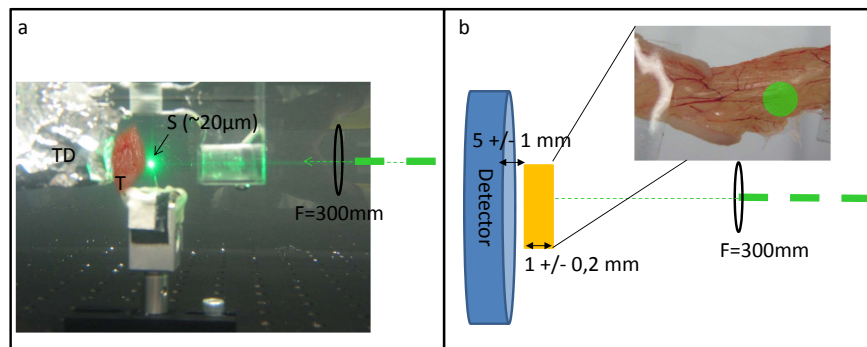 a
S (~20µm)
TD
T
F=300mm
b
5 +/- 1 mm
Detector
1 +/- 0,2 mm
F=300mm